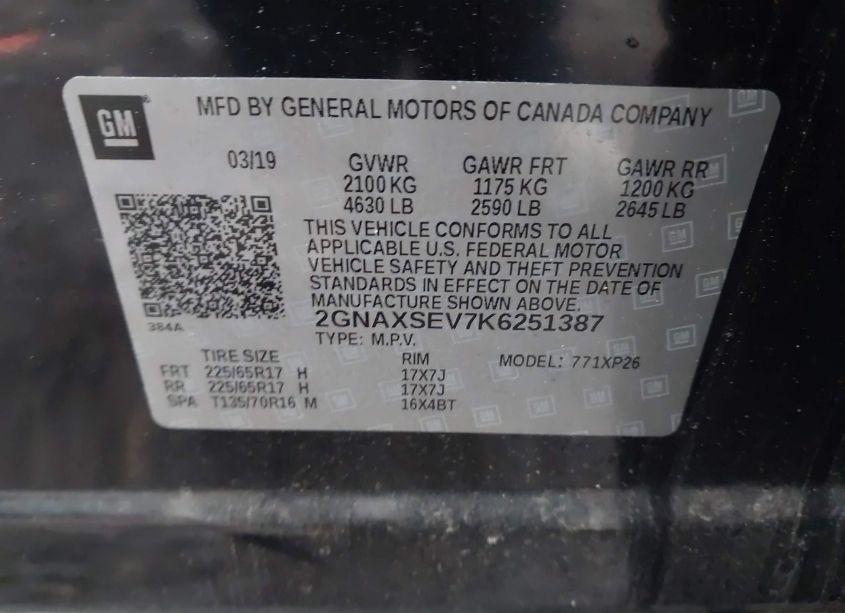 GM
MFD BY GENERAL MOTORS OF CANADA COMPANY
03/19 GVWR GAWR FRT GAWR RR
2100 KG 1175 KG 1200 KG
4630 LB 2590 LB 2645 LB
THIS VEHICLE CONFORMS TO ALL
APPLICABLE U.S. FEDERAL MOTOR
VEHICLE SAFETY AND THEFT PREVENTION
STANDARDS IN EFFECT ON THE DATE OF
MANUFACTURE SHOWN ABOVE.
2GNAXSEV7K6251387
384A
TYPE: M.P.V.
TIRE SIZE RIM MODEL: 771XP26
FRT 225/65R17 H 17X7J
RR 225/65R17 H 17X7J
SPA T135/70R16 M 16X4BT